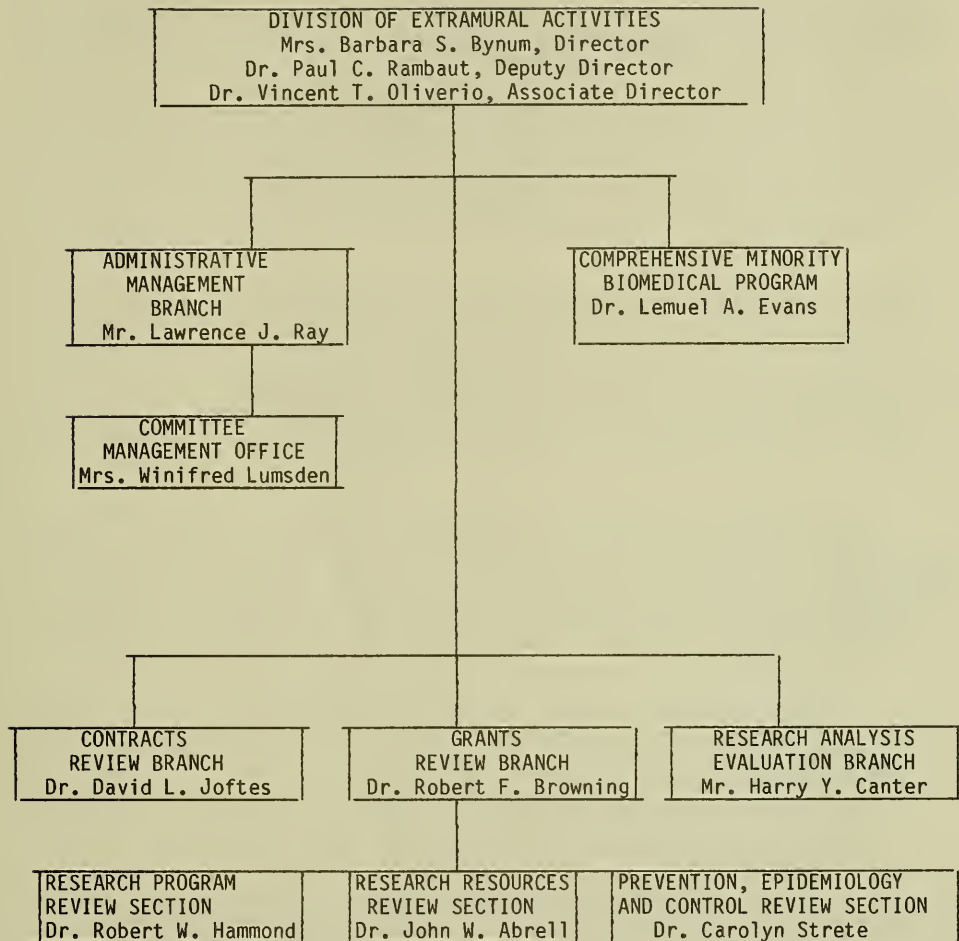 DIVISION OF EXTRAMURAL ACTIVITIES
Mrs. Barbara S. Bynum, Director
Dr. Paul C. Rambaut, Deputy Director
Dr. Vincent T. Oliverio, Associate Director
ADMINISTRATIVE
MANAGEMENT
BRANCH
Mr. Lawrence J. Ray
COMPREHENSIVE MINORITY
BIOMEDICAL PROGRAM
Dr. Lemuel A. Evans
COMMITTEE
MANAGEMENT OFFICE
Mrs. Winifred Lumsden
CONTRACTS
REVIEW BRANCH
Dr. David L. Joftes
GRANTS
REVIEW BRANCH
Dr. Robert F. Browning
RESEARCH ANALYSIS
EVALUATION BRANCH
Mr. Harry Y. Canter
RESEARCH PROGRAM
REVIEW SECTION
Dr. Robert W. Hammond
RESEARCH RESOURCES
REVIEW SECTION
Dr. John W. Abrell
PREVENTION, EPIDEMIOLOGY
AND CONTROL REVIEW SECTION
Dr. Carolyn Strete